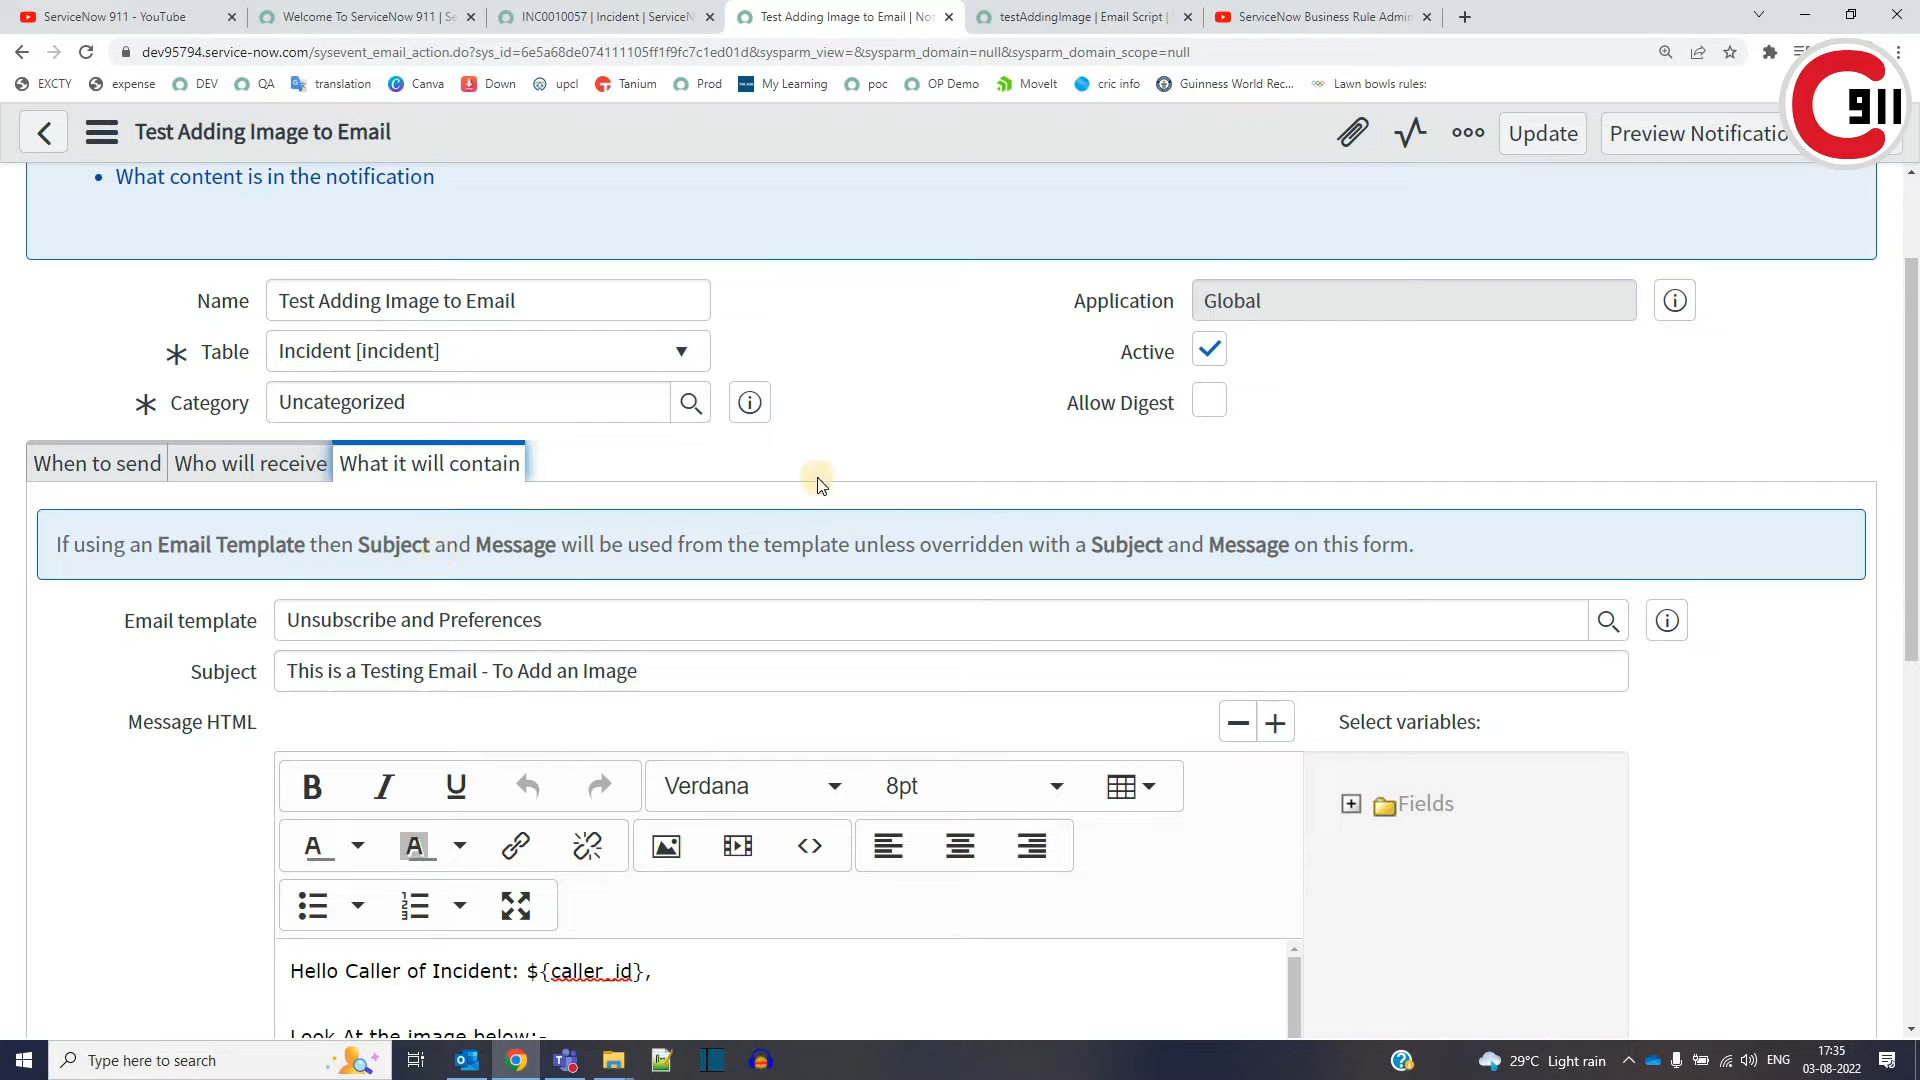 ServiceNow 911 - YouTube
Welcome To ServiceNow 911 | Se
INC0010057 | Incident | ServiceN
Test Adding Image to Email | Not
testAddingImage | Email Script |
ServiceNow Business Rule Admin
dev95794.service-now.com/sysevent_email_action.do?sys_id=6e5a68de074111105ff1f9fc7c1ed01d&sysparm_view=&sysparm_domain=null&sysparm_domain_scope=null
EXCTY expense DEV QA translation Canva Down upcl Tanium Prod My Learning poc OP Demo MoveIt cric info Guinness World Rec... Lawn bowls rules:
C 911
Test Adding Image to Email
Update
Preview Notificatio
• What content is in the notification
Name
Test Adding Image to Email
Application
Global
Table
Incident [incident]
Active
Category
Uncategorized
Allow Digest
When to send
Who will receive
What it will contain
If using an Email Template then Subject and Message will be used from the template unless overridden with a Subject and Message on this form.
Email template
Unsubscribe and Preferences
Subject
This is a Testing Email - To Add an Image
Message HTML
Select variables:
B I U
Verdana
8pt
Fields
A A
Hello Caller of Incident: ${caller_id},
Look At the image below:-
Type here to search
29°C Light rain
ENG
17:35
03-08-2022